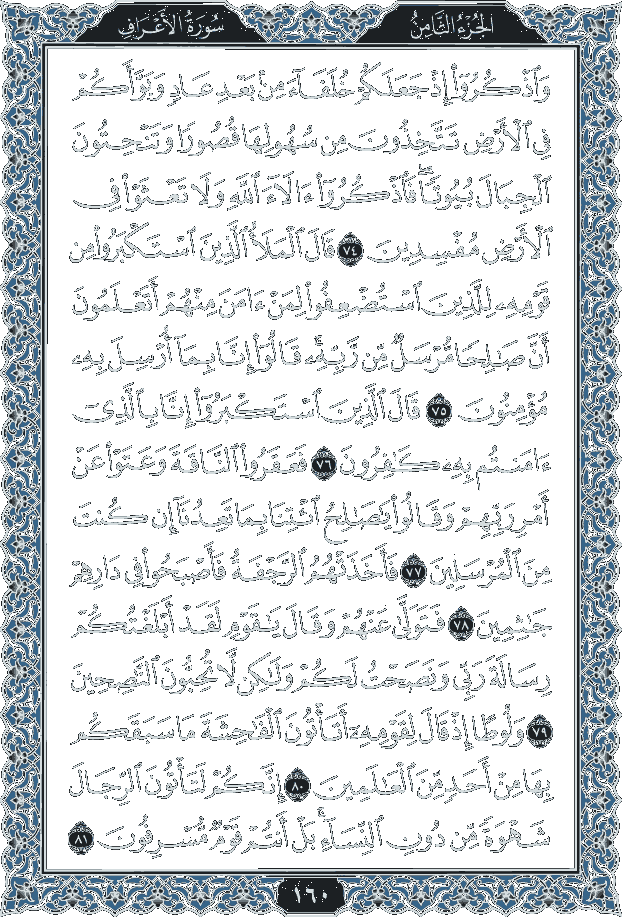 الجُزْءُ الثَّامِنُ
سُورَةُ الأَعْرَافِ
وَٱذْكُرُوٓا۟ إِذْ جَعَلَكُمْ خُلَفَآءَ مِنۢ بَعْدِ عَادٍ وَبَوَّأَكُمْ
فِى ٱلْأَرْضِ تَتَّخِذُونَ مِن سُهُولِهَا قُصُورًا وَتَنْحِتُونَ
ٱلْجِبَالَ بُيُوتًا ۖ فَٱذْكُرُوٓا۟ ءَالَآءَ ٱللَّهِ وَلَا تَعْثَوْا۟ فِى
ٱلْأَرْضِ مُفْسِدِينَ ٧٤ قَالَ ٱلْمَلَأُ ٱلَّذِينَ ٱسْتَكْبَرُوا۟ مِن
قَوْمِهِۦ لِلَّذِينَ ٱسْتُضْعِفُوا۟ لِمَنْ ءَامَنَ مِنْهُمْ أَتَعْلَمُونَ
أَنَّ صَٰلِحًا مُّرْسَلٌ مِّن رَّبِّهِۦ ۚ قَالُوٓا۟ إِنَّا بِمَآ أُرْسِلَ بِهِۦ
مُؤْمِنُونَ ٧٥ قَالَ ٱلَّذِينَ ٱسْتَكْبَرُوٓا۟ إِنَّا بِٱلَّذِىٓ
ءَامَنتُم بِهِۦ كَٰفِرُونَ ٧٦ فَعَقَرُوا۟ ٱلنَّاقَةَ وَعَتَوْا۟ عَنْ
أَمْرِ رَبِّهِمْ وَقَالُوا۟ يَٰصَٰلِحُ ٱئْتِنَا بِمَا تَعِدُنَآ إِن كُنتَ
مِنَ ٱلْمُرْسَلِينَ ٧٧ فَأَخَذَتْهُمُ ٱلرَّجْفَةُ فَأَصْبَحُوا۟ فِى دَارِهِمْ
جَٰثِمِينَ ٧٨ فَتَوَلَّىٰ عَنْهُمْ وَقَالَ يَٰقَوْمِ لَقَدْ أَبْلَغْتُكُمْ
رِسَالَةَ رَبِّى وَنَصَحْتُ لَكُمْ وَلَٰكِن لَّا تُحِبُّونَ ٱلنَّٰصِحِينَ
٧٩ وَلُوطًا إِذْ قَالَ لِقَوْمِهِۦٓ أَتَأْتُونَ ٱلْفَٰحِشَةَ مَا سَبَقَكُم
بِهَا مِنْ أَحَدٍ مِّنَ ٱلْعَٰلَمِينَ ٨٠ إِنَّكُمْ لَتَأْتُونَ ٱلرِّجَالَ
شَهْوَةً مِّن دُونِ ٱلنِّسَآءِ ۚ بَلْ أَنتُمْ قَوْمٌ مُّسْرِفُونَ ٨١
١٦٠